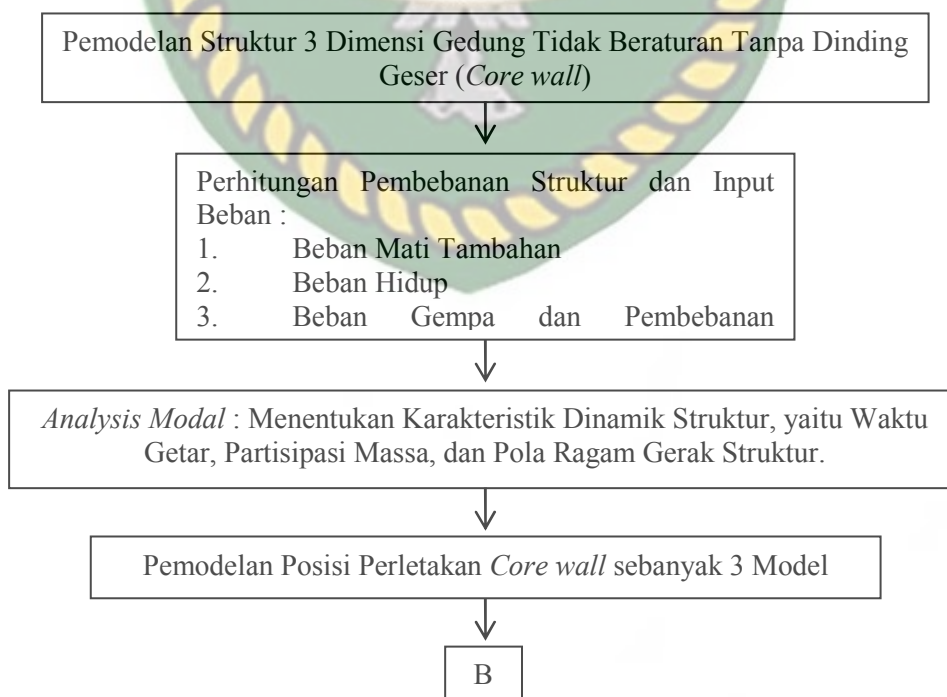 Pemodelan Struktur 3 Dimensi Gedung Tidak Beraturan Tanpa Dinding
Geser (Core wall)
Perhitungan Pembebanan Struktur dan Input
Beban :
1. Beban Mati Tambahan
2. Beban Hidup
3. Beban Gempa dan Pembebanan
Analysis Modal : Menentukan Karakteristik Dinamik Struktur, yaitu Waktu
Getar, Partisipasi Massa, dan Pola Ragam Gerak Struktur.
Pemodelan Posisi Perletakan Core wall sebanyak 3 Model
B